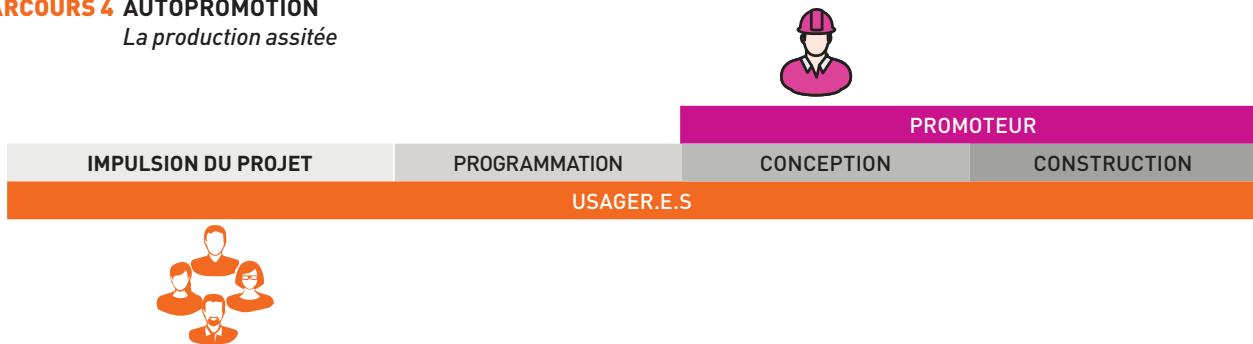 ARCOURS 4 AUTOPROMOTION
La production assitée
PROMOTEUR
IMPULSION DU PROJET PROGRAMMATION CONCEPTION CONSTRUCTION
USAGER.E.S